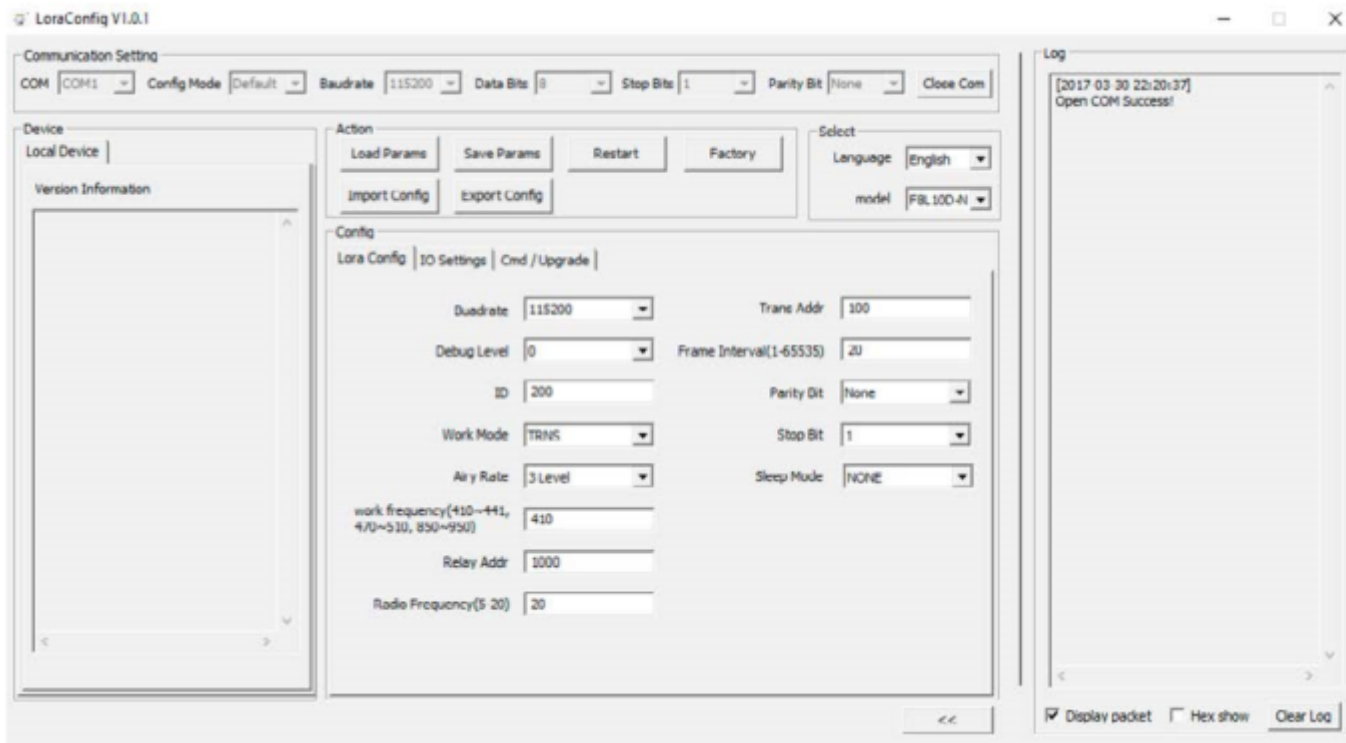 LoraConfig V1.0.1
Communication Setting
COM COM1 Config Mode Default Baudrate 115200 Data Bits 8 Stop Bits 1 Parity Bit None Close Com
Device
Local Device
Version Information
Action
Load Params Save Params Restart Factory
Import Config Export Config
Select
Language English
model F8L10D-N
Config
Lora Config IO Settings Cmd / Upgrade
Buadrate 115200
Debug Level 0
ID 200
Work Mode TRNS
Airy Rate 3 Level
work frequency(410~441,
470~510, 850~950)
410
Relay Addr 1000
Radio Frequency(5 20) 20
Trans Addr 100
Frame Interval(1-65535) 20
Parity Bit None
Stop Bit 1
Sleep Mode NONE
<<
Log
[2017 03 30 22:20:37]
Open COM Success!
Display packet Hex show Clear Log